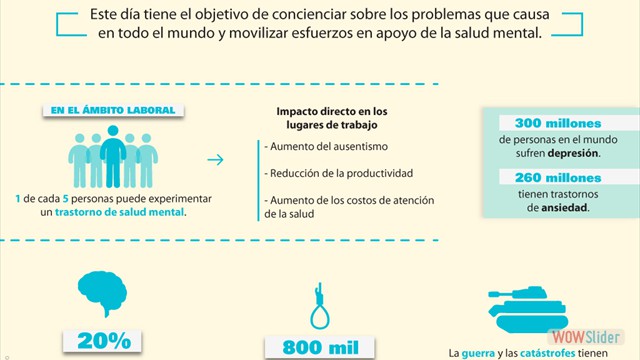 Este día tiene el objetivo de concienciar sobre los problemas que causa
en todo el mundo y movilizar esfuerzos en apoyo de la salud mental.
EN EL ÁMBITO LABORAL
1 de cada 5 personas puede experimentar
un trastorno de salud mental.
Impacto directo en los
lugares de trabajo
- Aumento del ausentismo
- Reducción de la productividad
- Aumento de los costos de atención
de la salud
300 millones
de personas en el mundo
sufren depresión.
260 millones
tienen trastornos
de ansiedad.
20%
800 mil
La guerra y las catástrofes tienen
WOWSlider